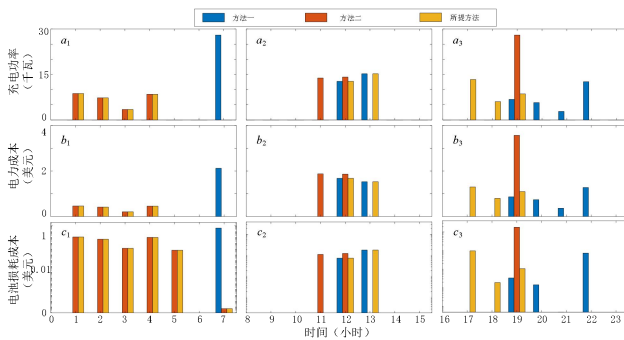 方法一 方法二 所提方法
充电功率
（千瓦）
30
15
0
a1 a2 a3
电力成本
（美元）
4
2
0
b1 b2 b3
电池损耗成本
（美元）
1
0.01
0
c1 c2 c3
0 1 2 3 4 5 6 7 8 9 10 11 12 13 14 15 16 17 18 19 20 21 22 23
时间（小时）